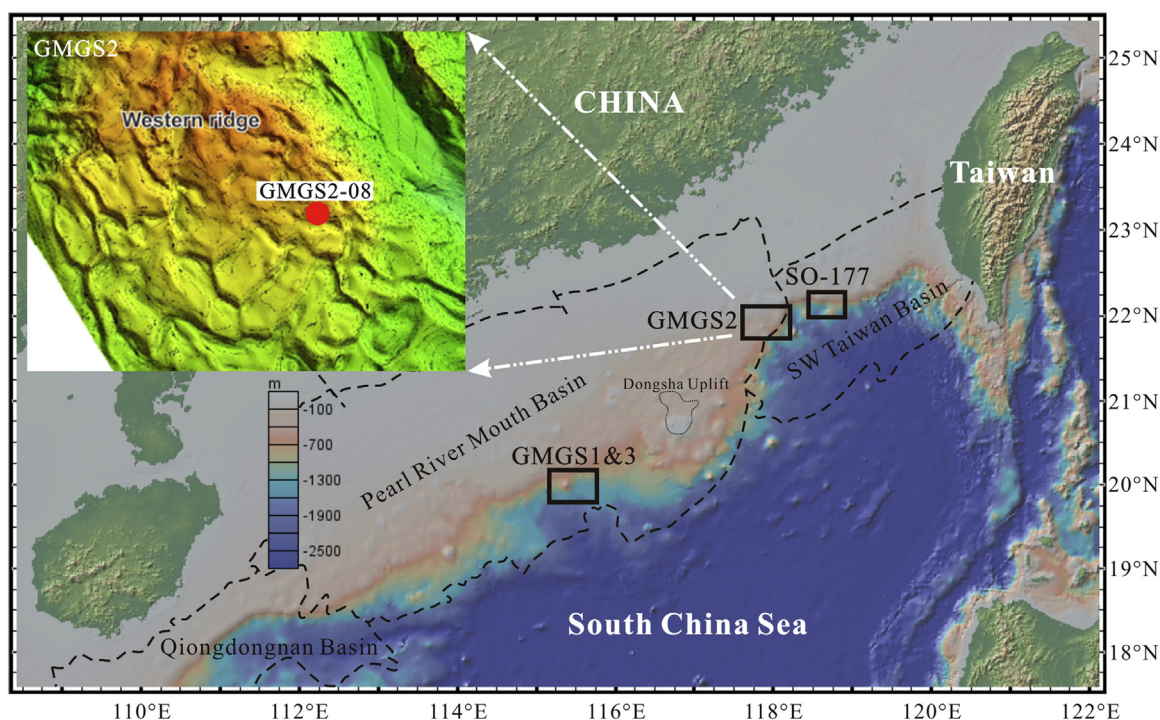 GMGS2
Western ridge
GMGS2-08
CHINA
Taiwan
SO-177
GMGS2
SW Taiwan Basin
Dongsha Uplift
Pearl River Mouth Basin
GMGS1&3
South China Sea
Qiongdongnan Basin
m
-100
-700
-1300
-1900
-2500
25°N
24°N
23°N
22°N
21°N
20°N
19°N
18°N
110°E
112°E
114°E
116°E
118°E
120°E
122°E